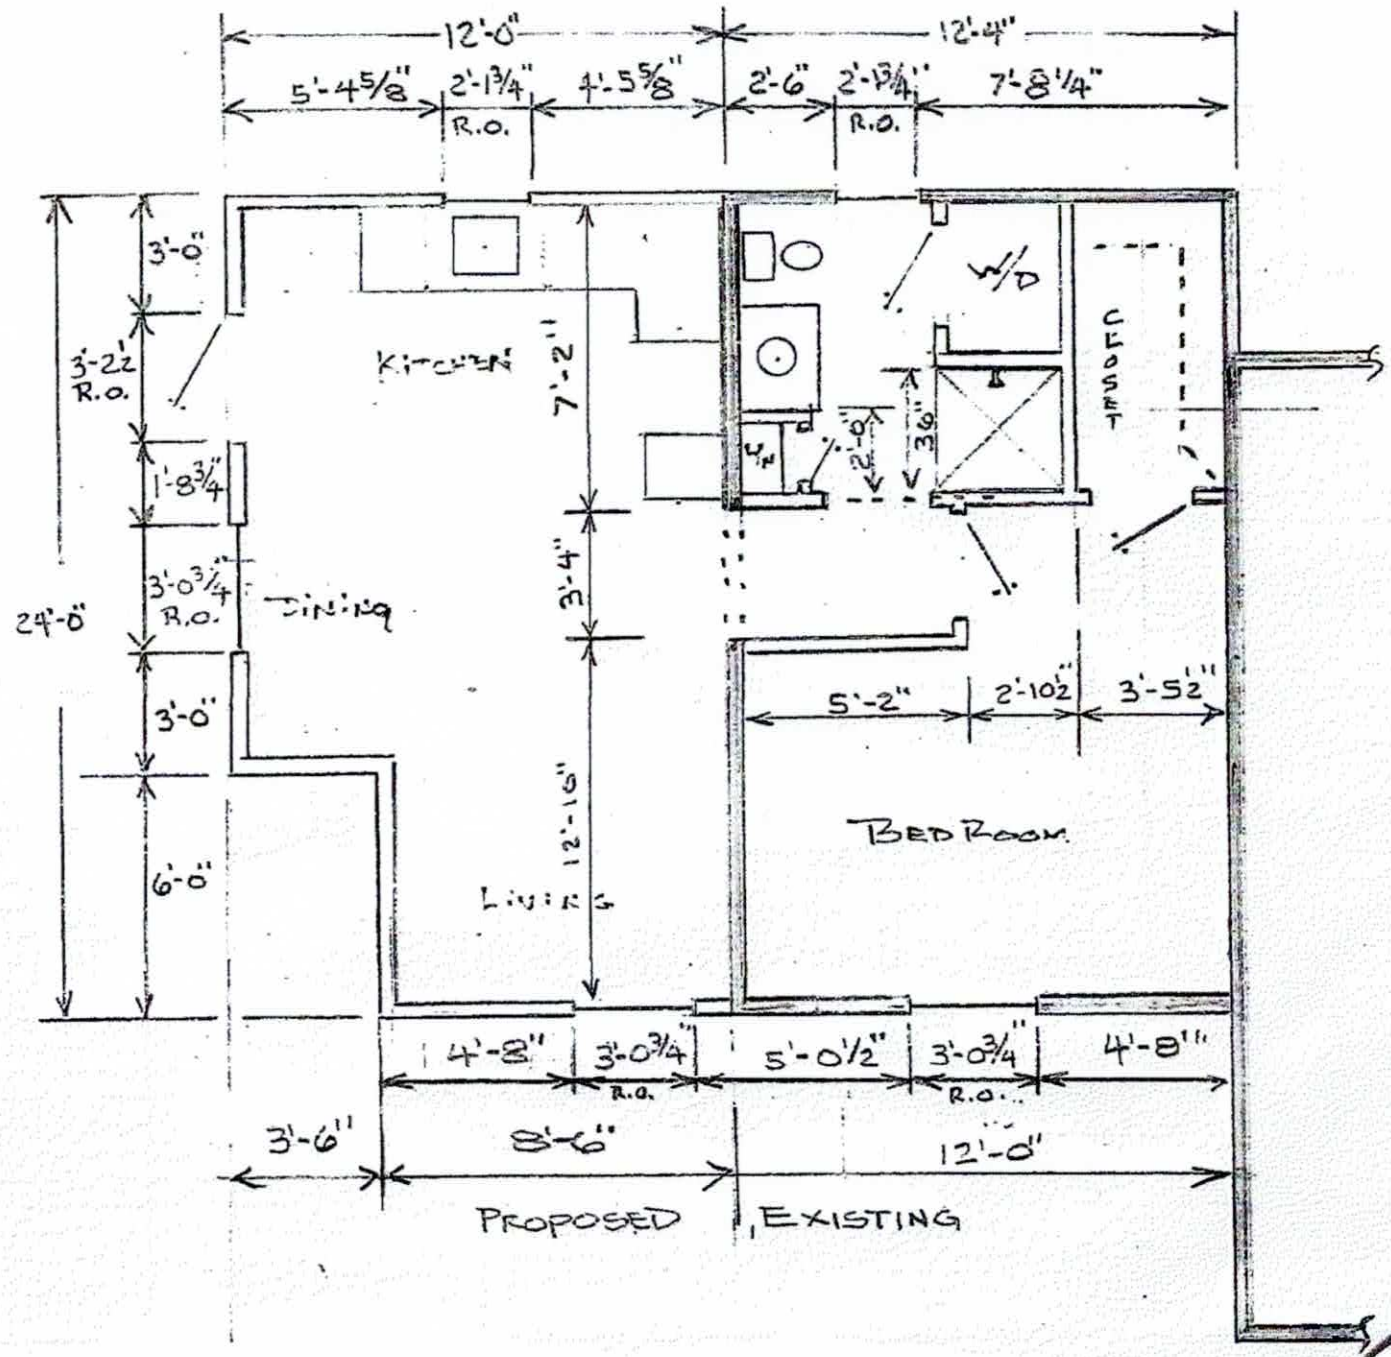 12'-0" 12'-4"
5'-4 5/8" 2'-1 3/4" 4'-5 5/8" 2'-6" 2'-1 3/4" 7'-8 1/4"
R.O. R.O.
3'-0"
W/D
CLOSET
KITCHEN
7'-2"
3'-2 1/2"
R.O.
2'-0"
3'6"
1'-8 3/4"
3'-4"
3'-0 3/4"
R.O.
24'-0"
DINING
5'-2" 2'-10 1/2" 3'-5 1/2"
3'-0"
12'-10"
BEDROOM
6'-0"
LIVING
4'-8" 3'-0 3/4" 5'-0 1/2" 3'-0 3/4" 4'-8"
R.O. R.O.
3'-6" 8'-6" 12'-0"
PROPOSED EXISTING